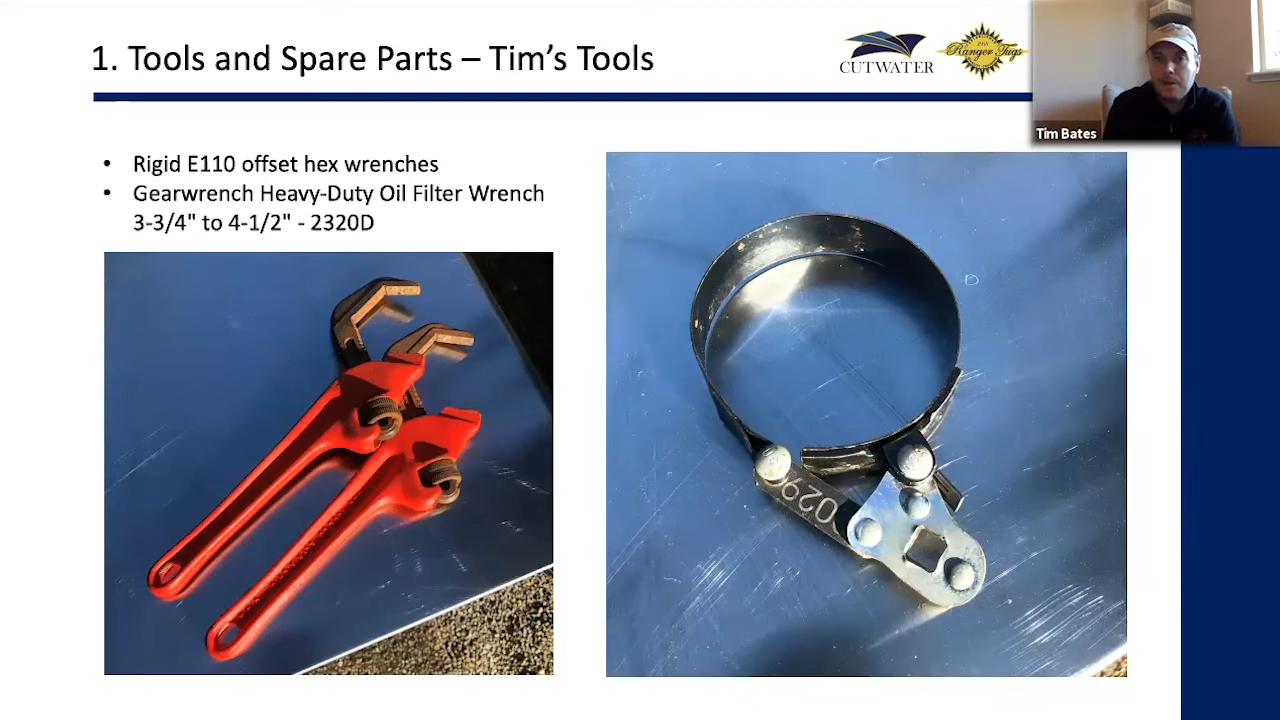 1. Tools and Spare Parts – Tim's Tools
CUTWATER
Ranger Tugs
Tim Bates
• Rigid E110 offset hex wrenches
• Gearwrench Heavy-Duty Oil Filter Wrench
3-3/4" to 4-1/2" - 2320D